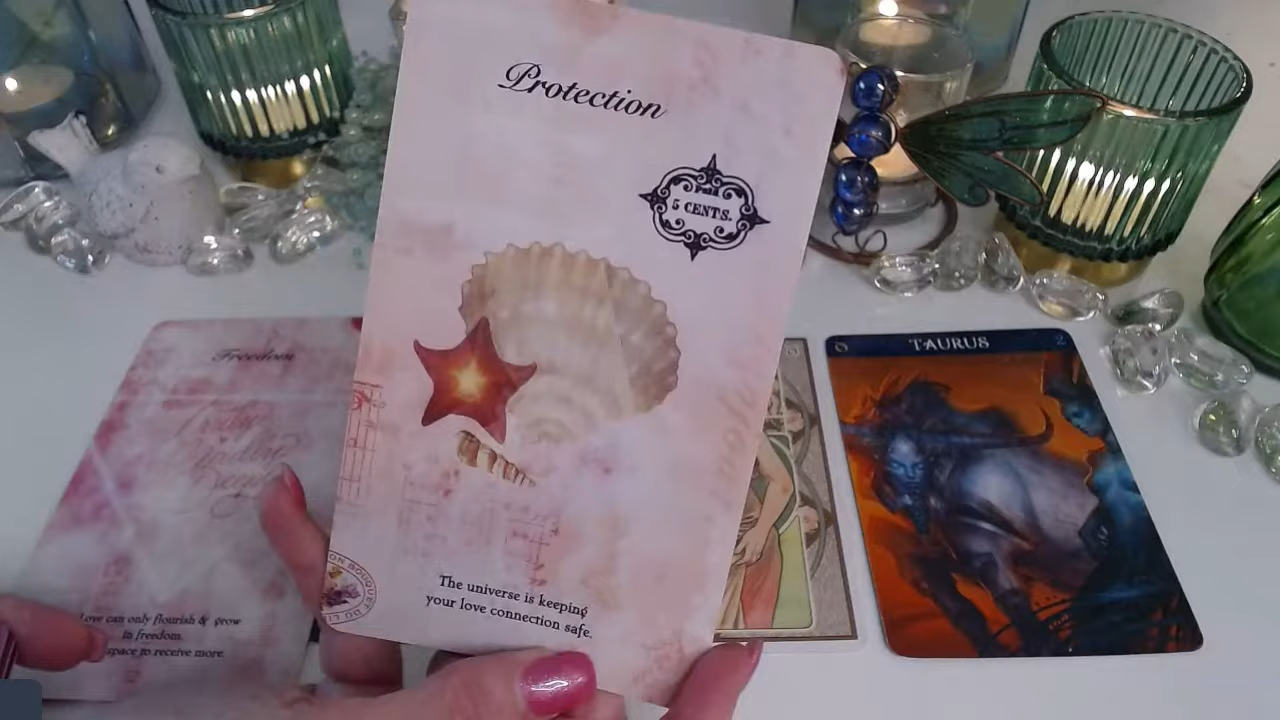 Protection
5 CENTS.
The universe is keeping
your love connection safe.
Freedom
Love can only flourish & grow
in freedom.
space to receive more.
TAURUS
2